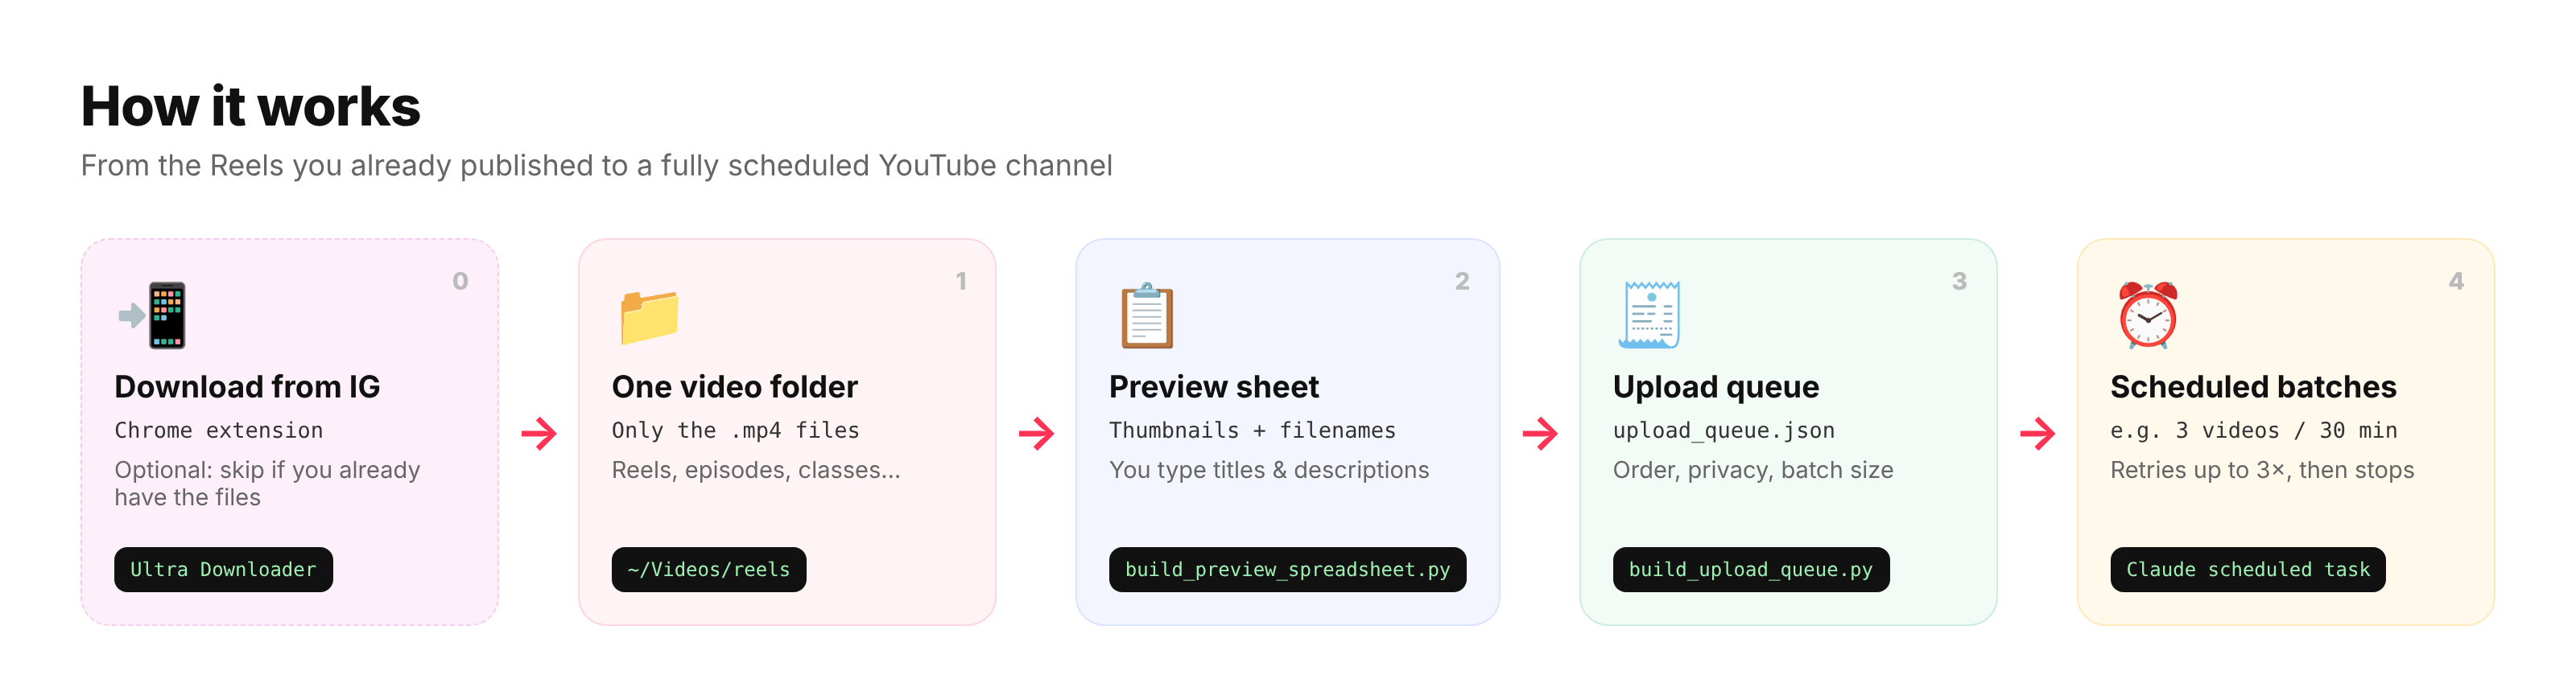 How it works
From the Reels you already published to a fully scheduled YouTube channel
0
Download from IG
Chrome extension
Optional: skip if you already
have the files
Ultra Downloader
1
One video folder
Only the .mp4 files
Reels, episodes, classes...
~/Videos/reels
2
Preview sheet
Thumbnails + filenames
You type titles & descriptions
build_preview_spreadsheet.py
3
Upload queue
upload_queue.json
Order, privacy, batch size
build_upload_queue.py
4
Scheduled batches
e.g. 3 videos / 30 min
Retries up to 3×, then stops
Claude scheduled task